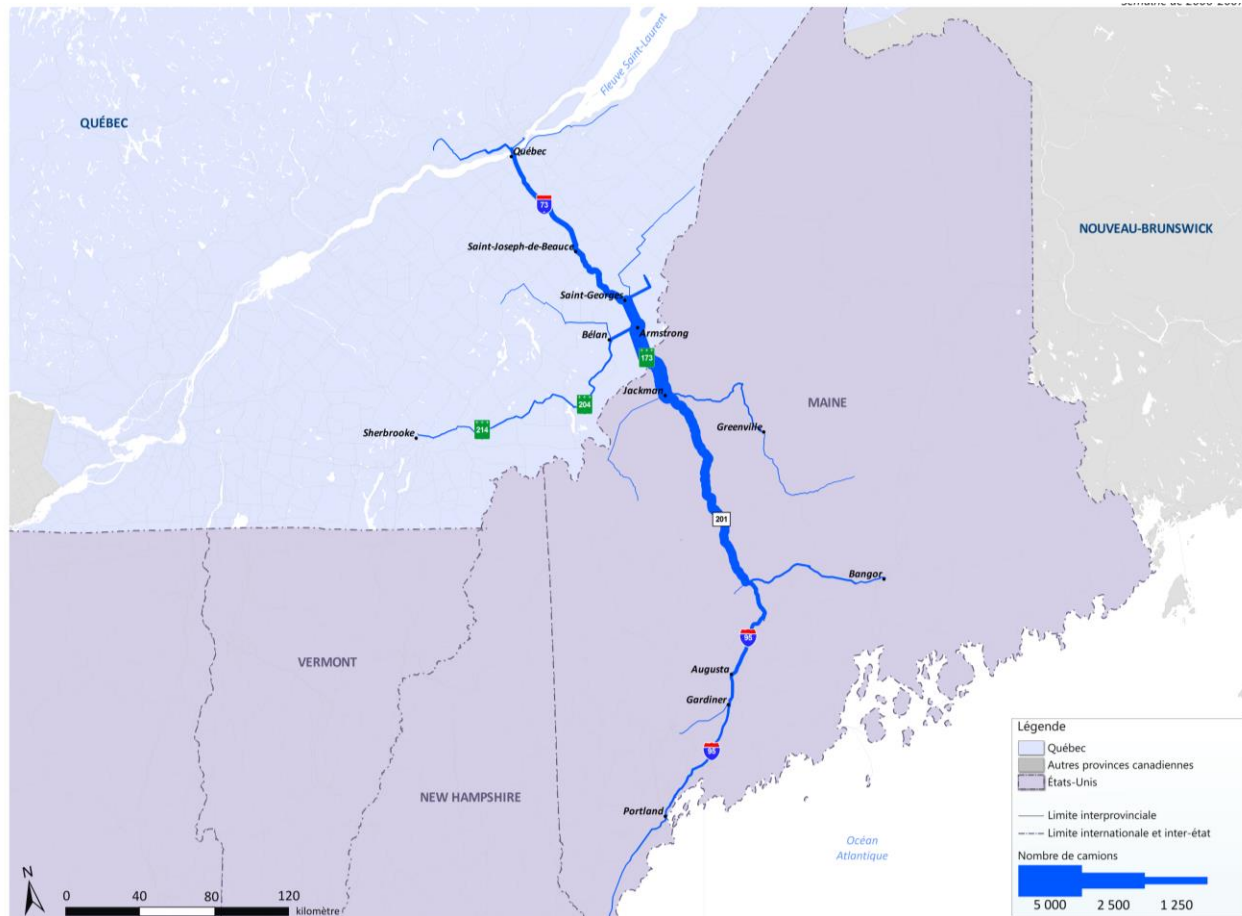 Fleuve Saint-Laurent
QUÉBEC
Québec
73
NOUVEAU-BRUNSWICK
Saint-Joseph-de-Beauce
Saint-Georges
Armstrong
Bélan
173
Jackman
MAINE
204
Greenville
214
Sherbrooke
201
Bangor
95
VERMONT
Augusta
Gardiner
NEW HAMPSHIRE
Portland
Océan
Atlantique
Légende
Québec
Autres provinces canadiennes
États-Unis
Limite interprovinciale
Limite internationale et inter-état
Nombre de camions
5 000 2 500 1 250
N
0 40 80 120
kilomètre